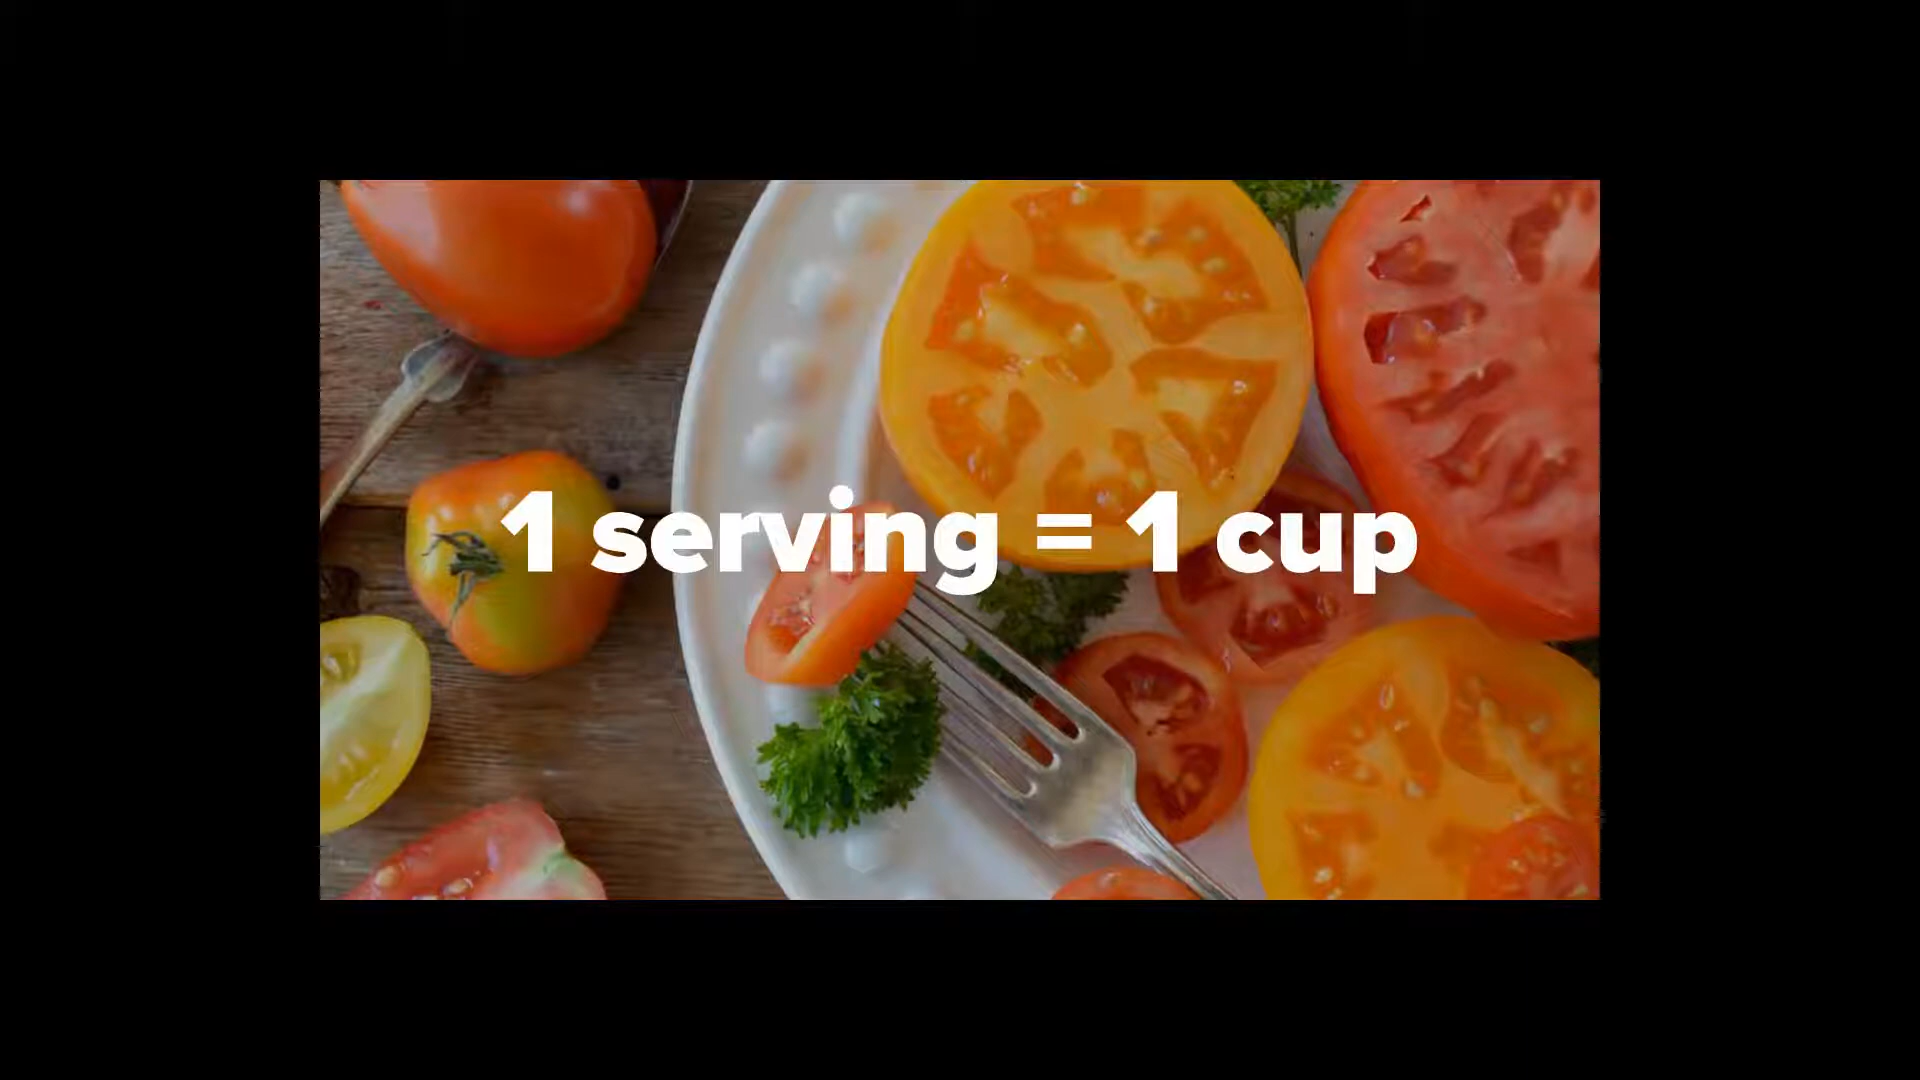 1 serving = 1 cup